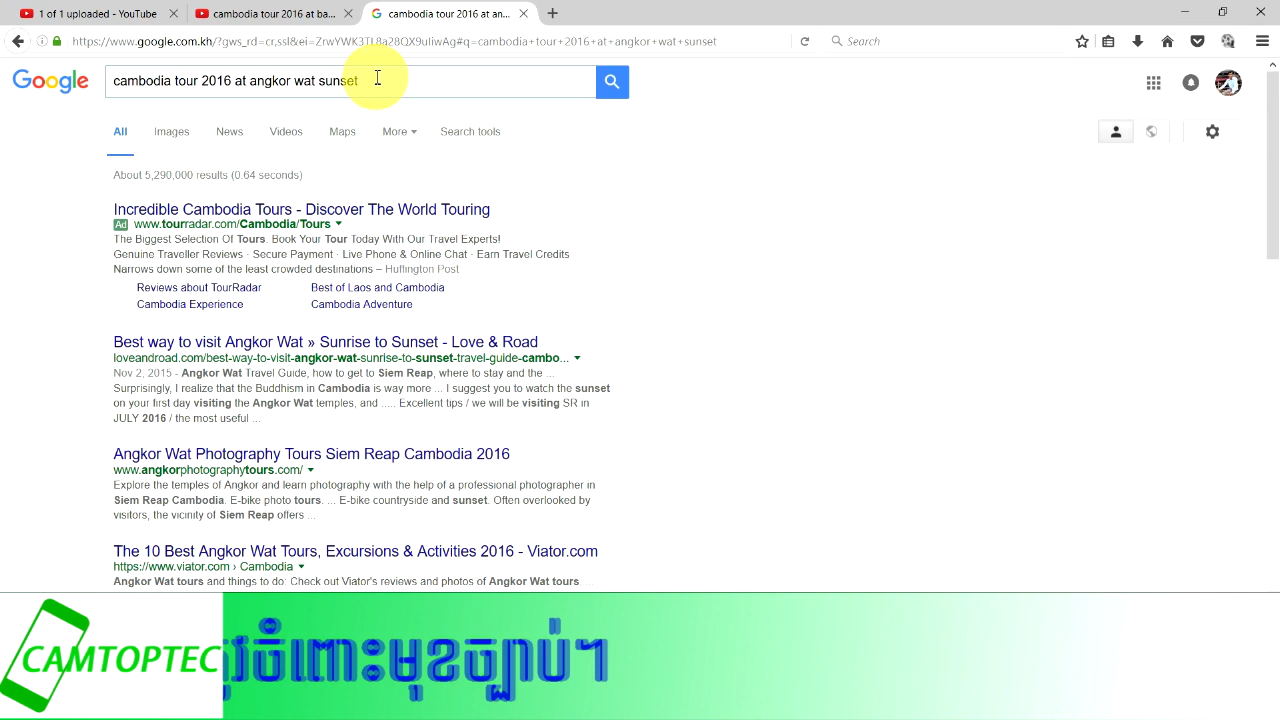 1 of 1 uploaded - YouTube
cambodia tour 2016 at sun
cambodia tour 2016 at an
https://www.google.com.kh/?gws_rd=cr,ssl&ei=ZrwYWK3TL8a28QX9uIiwAg#q=cambodia+tour+2016+at+angkor+wat+sunset
Search
Google
cambodia tour 2016 at angkor wat sunset
All Images News Videos Maps More Search tools
About 5,290,000 results (0.64 seconds)
Incredible Cambodia Tours - Discover The World Touring
Ad www.tourradar.com/Cambodia/Tours
The Biggest Selection Of Tours. Book Your Tour Today With Our Travel Experts!
Genuine Traveller Reviews · Secure Payment · Live Phone & Online Chat · Earn Travel Credits
Narrows down some of the least crowded destinations – Huffington Post
Reviews about TourRadar Best of Laos and Cambodia
Cambodia Experience Cambodia Adventure
Best way to visit Angkor Wat » Sunrise to Sunset - Love & Road
loveandroad.com/best-way-to-visit-angkor-wat-sunrise-to-sunset-travel-guide-cambo...
Nov 2, 2015 - Angkor Wat Travel Guide, how to get to Siem Reap, where to stay and the ...
Surprisingly, I realize that the Buddhism in Cambodia is way more ... I suggest you to watch the sunset
on your first day visiting the Angkor Wat temples, and ..... Excellent tips / we will be visiting SR in
JULY 2016 / the most useful ...
Angkor Wat Photography Tours Siem Reap Cambodia 2016
www.angkorphotographytours.com/
Explore the temples of Angkor and learn photography with the help of a professional photographer in
Siem Reap Cambodia. E-bike photo tours. ... E-bike countryside and sunset. Often overlooked by
visitors, the vicinity of Siem Reap offers ...
The 10 Best Angkor Wat Tours, Excursions & Activities 2016 - Viator.com
https://www.viator.com › Cambodia
Angkor Wat tours and things to do: Check out Viator's reviews and photos of Angkor Wat tours.
CAMTOPTEC
ចំពោះមុខច្បាប់។